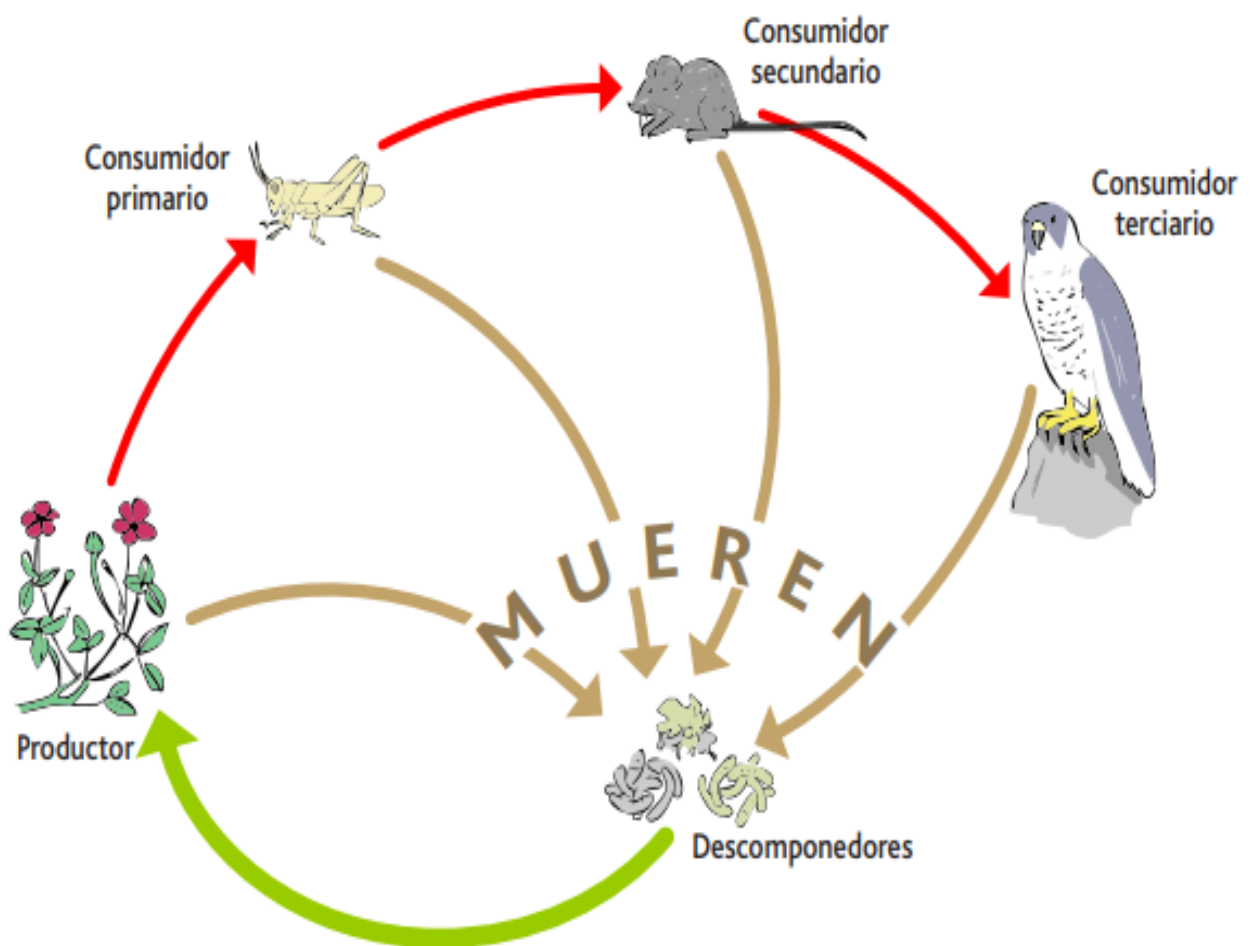 Consumidor
secundario
Consumidor
primario
Consumidor
terciario
MUEREN
Productor
Descomponedores